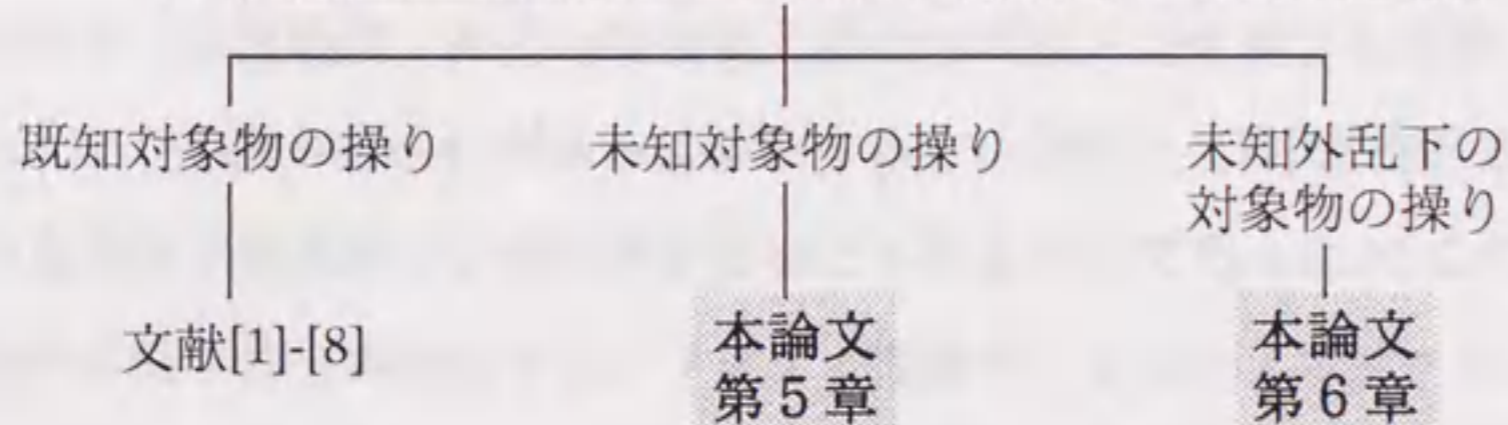 既知対象物の操り
未知対象物の操り
未知外乱下の
対象物の操り
文献[1]-[8]
本論文
第5章
本論文
第6章